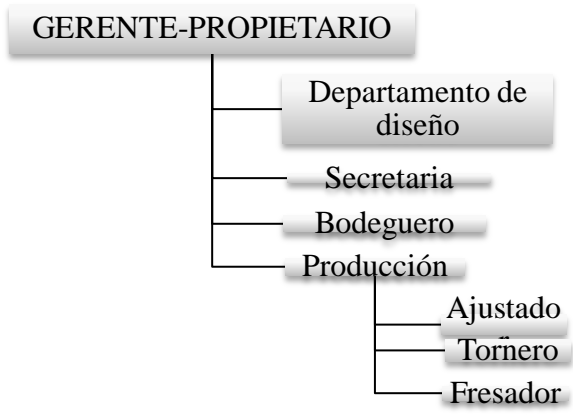 GERENTE-PROPIETARIO
Departamento de
diseño
Secretaria
Bodeguero
Producción
Ajustado
Tornero
Fresador